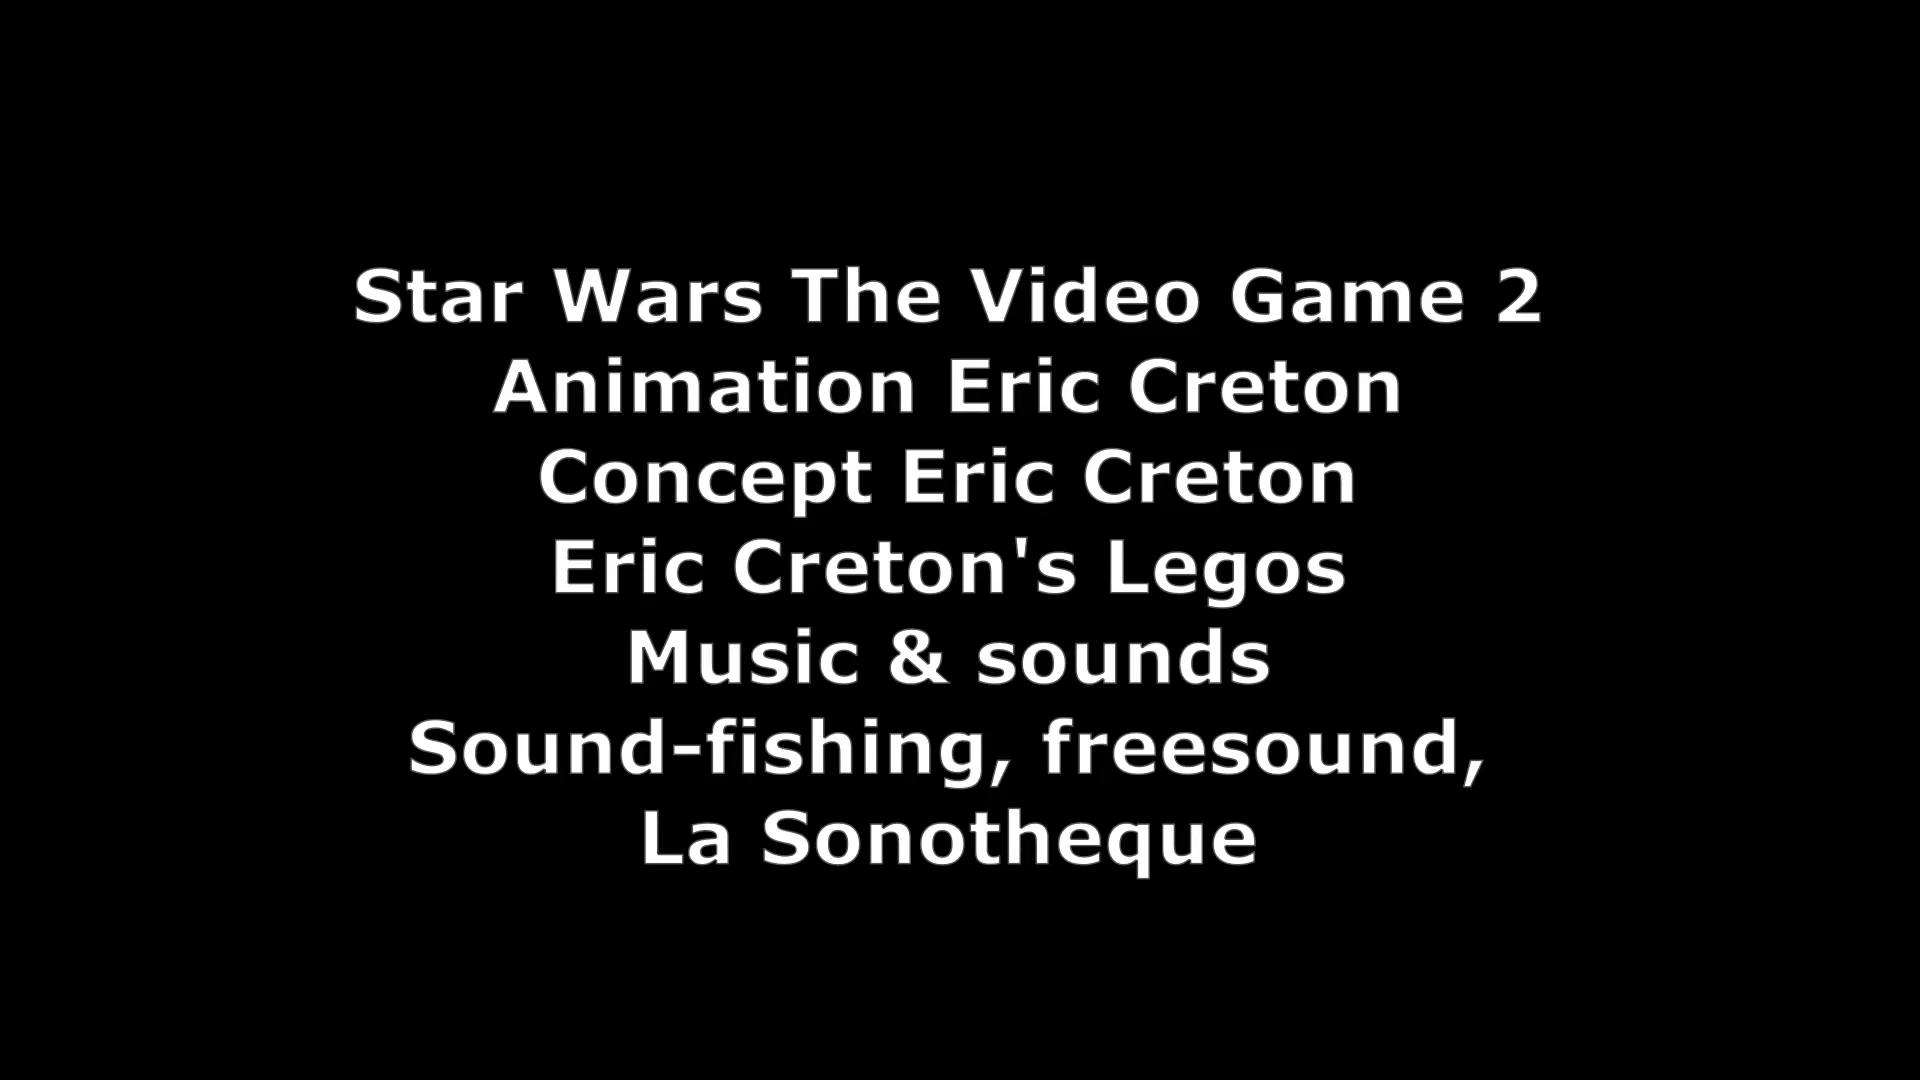 Star Wars The Video Game 2
Animation Eric Creton
Concept Eric Creton
Eric Creton's Legos
Music & sounds
Sound-fishing, freesound,
La Sonotheque